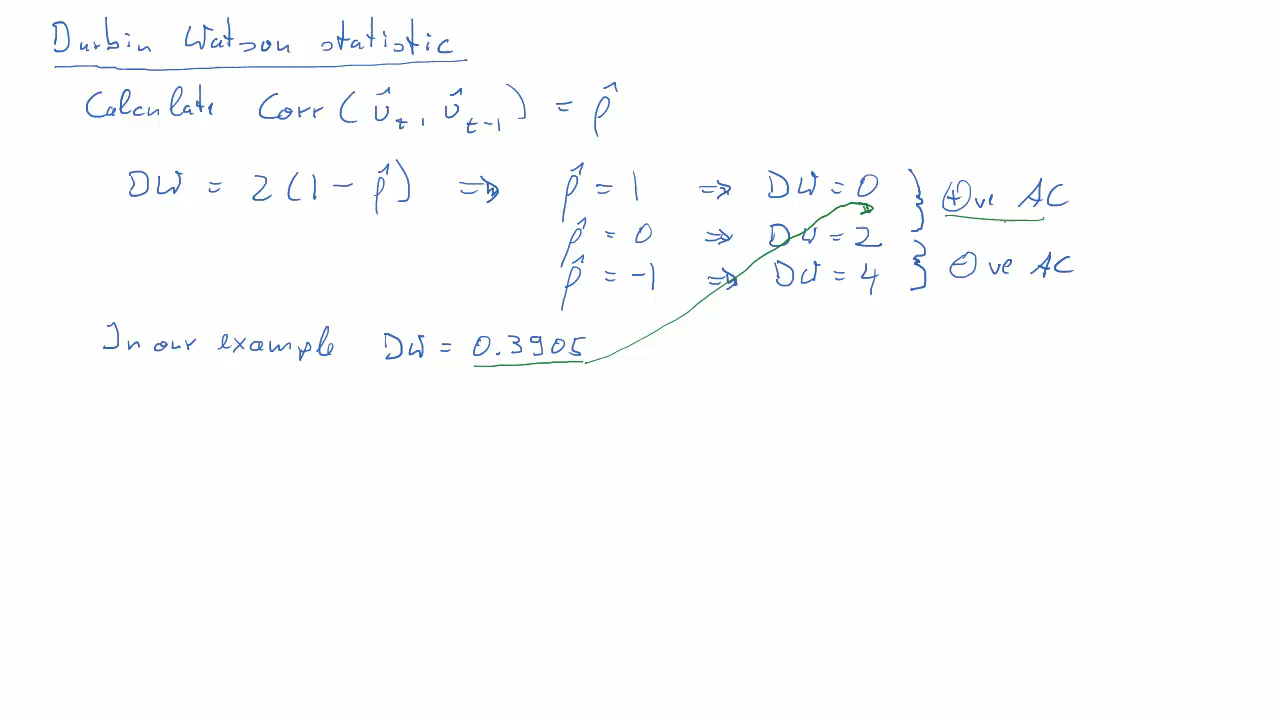 Durbin Watson statistic
Calculate Corr(û_t, û_{t-1}) = ρ̂
DW = 2(1 - ρ̂) ⇒ ρ̂ = 1 ⇒ DW = 0 } ⊕ve AC
ρ̂ = 0 ⇒ DW = 2
ρ̂ = -1 ⇒ DW = 4 } ⊖ve AC
In our example DW = 0.3905